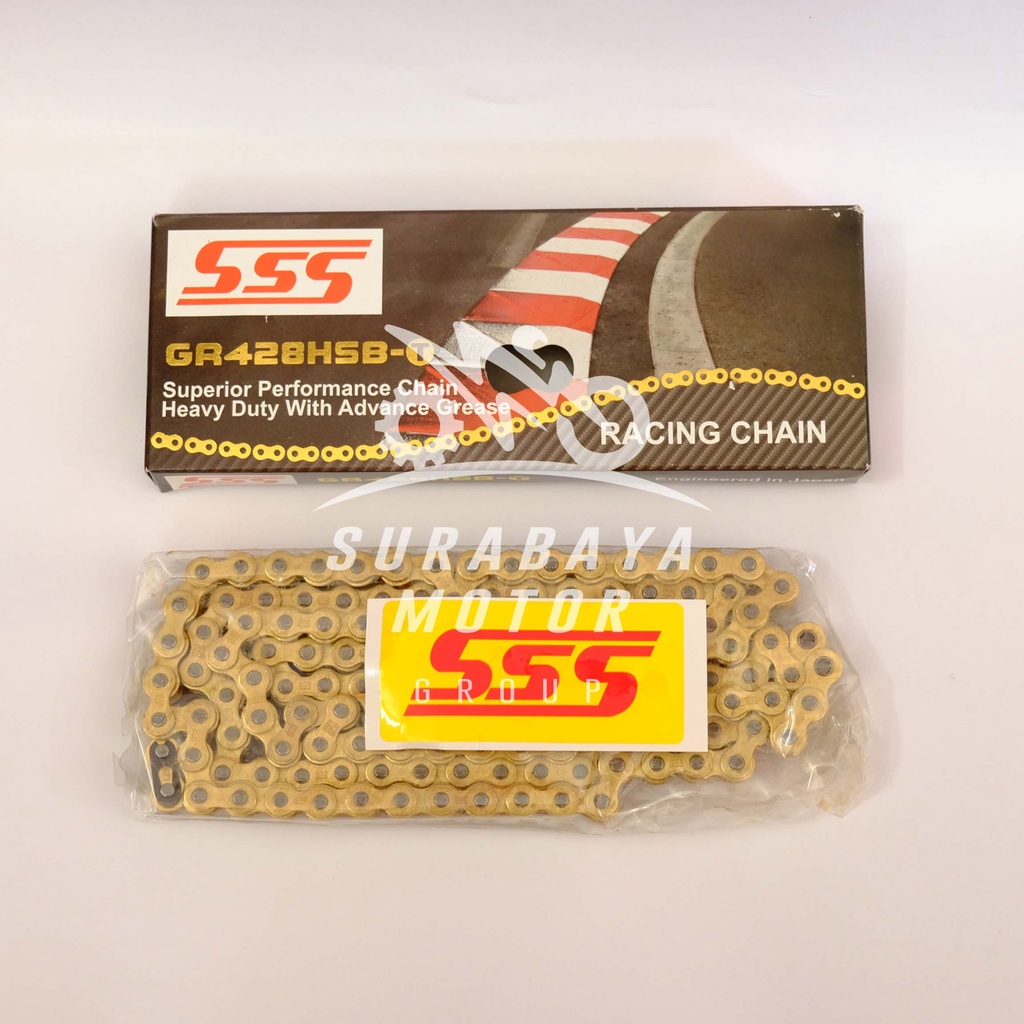 SSS
GR428HSB-T
Superior Performance Chain
Heavy Duty With Advance Grease
RACING CHAIN
SSS
Engineered in Japan
SURABAYA
MOTOR
GROUP
SSS